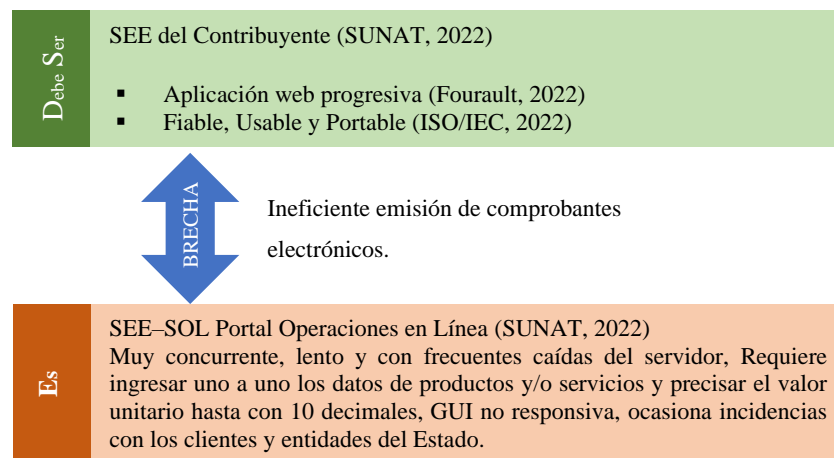 Debe Ser
SEE del Contribuyente (SUNAT, 2022)
▪ Aplicación web progresiva (Fourault, 2022)
▪ Fiable, Usable y Portable (ISO/IEC, 2022)
BRECHA
Ineficiente emisión de comprobantes
electrónicos.
Es
SEE–SOL Portal Operaciones en Línea (SUNAT, 2022)
Muy concurrente, lento y con frecuentes caídas del servidor, Requiere
ingresar uno a uno los datos de productos y/o servicios y precisar el valor
unitario hasta con 10 decimales, GUI no responsiva, ocasiona incidencias
con los clientes y entidades del Estado.